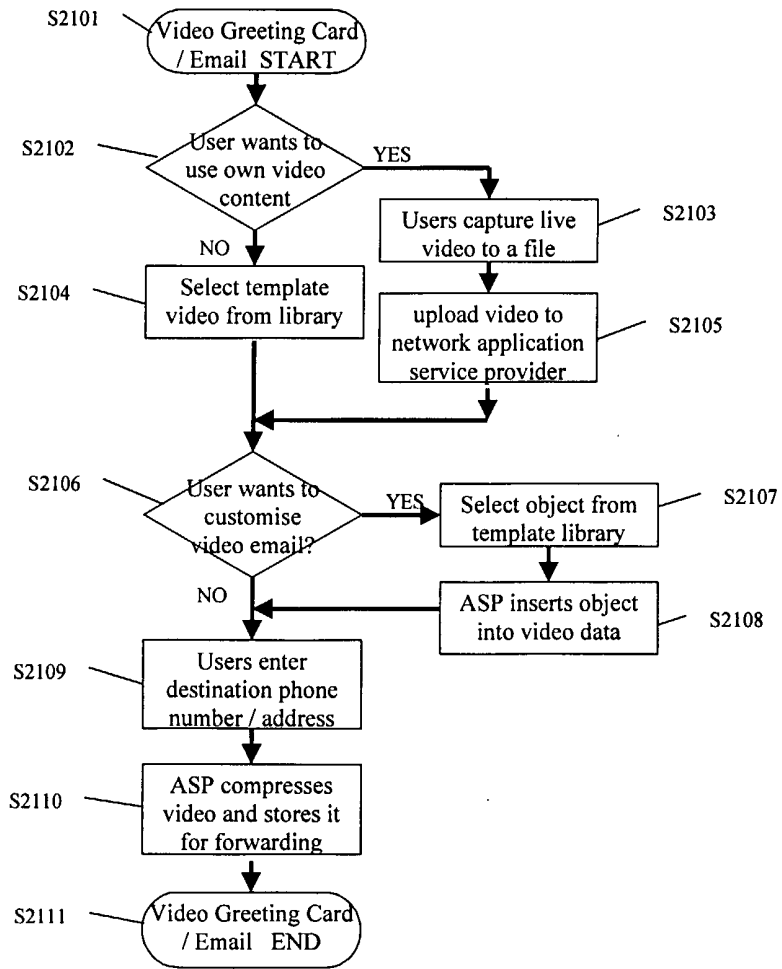 S2101
Video Greeting Card
/ Email START
S2102
User wants to
use own video
content
YES
NO
Users capture live
video to a file
S2103
S2104
Select template
video from library
upload video to
network application
service provider
S2105
S2106
User wants to
customise
video email?
YES
NO
Select object from
template library
S2107
ASP inserts object
into video data
S2108
S2109
Users enter
destination phone
number / address
S2110
ASP compresses
video and stores it
for forwarding
S2111
Video Greeting Card
/ Email END